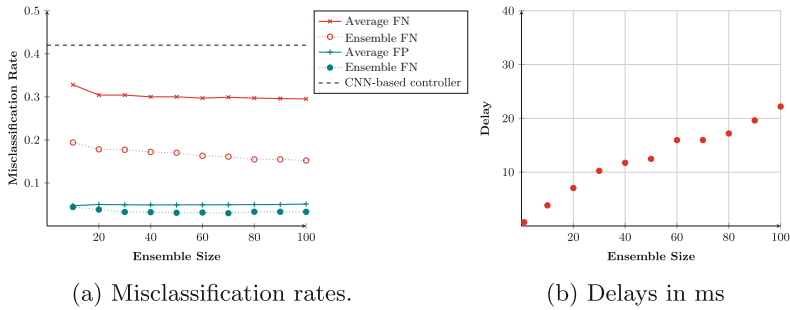 0.5
0.4
0.3
0.2
0.1
20
40
60
80
100
Misclassification Rate
Ensemble Size
Average FN
Ensemble FN
Average FP
Ensemble FN
CNN-based controller
(a) Misclassification rates.
40
30
20
10
20
40
60
80
100
Delay
Ensemble Size
(b) Delays in ms